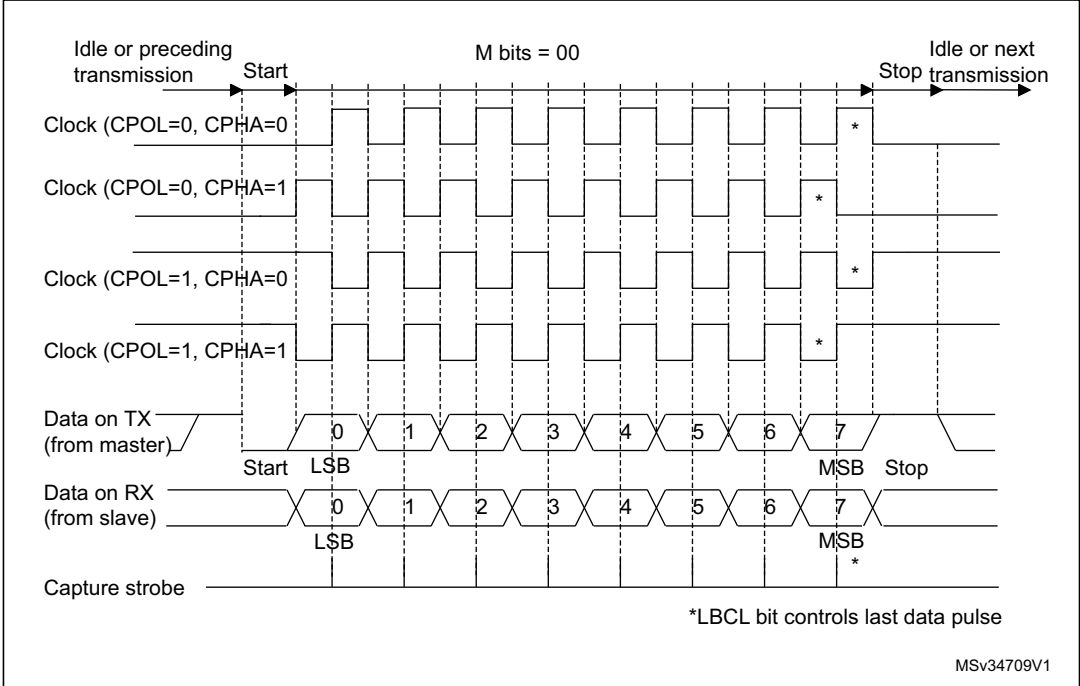 Idle or preceding
transmission
Start
M bits = 00
Stop
Idle or next
transmission
Clock (CPOL=0, CPHA=0
*
Clock (CPOL=0, CPHA=1
*
Clock (CPOL=1, CPHA=0
*
Clock (CPOL=1, CPHA=1
*
Data on TX
(from master)
0 1 2 3 4 5 6 7
Start LSB MSB Stop
Data on RX
(from slave)
0 1 2 3 4 5 6 7
LSB MSB
*
Capture strobe
*LBCL bit controls last data pulse
MSv34709V1